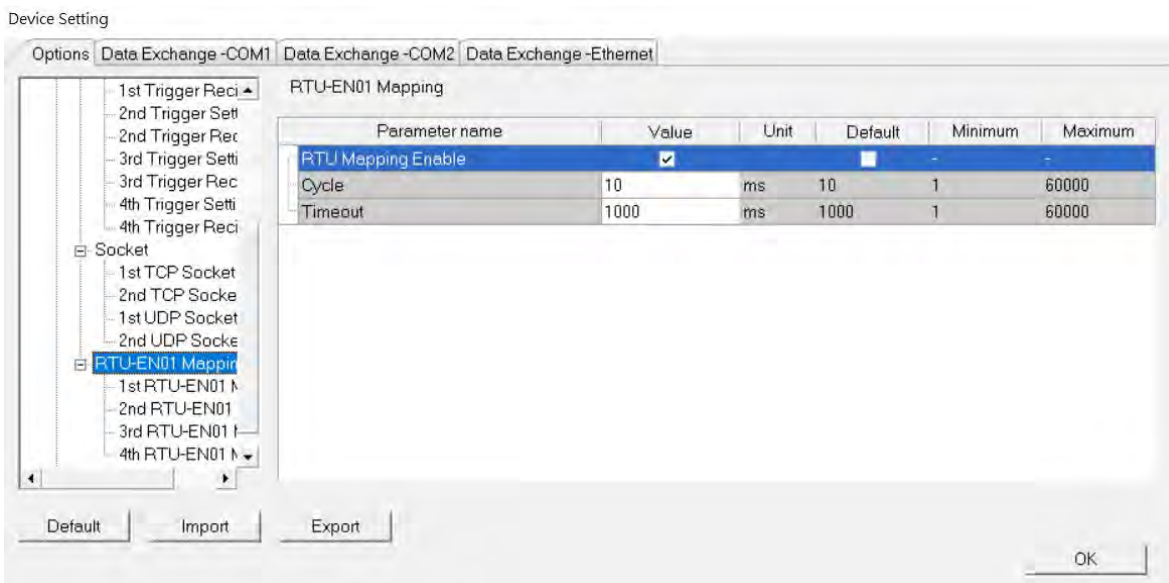 Device Setting
Options Data Exchange -COM1 Data Exchange -COM2 Data Exchange -Ethernet
1st Trigger Reci
2nd Trigger Sett
2nd Trigger Rec
3rd Trigger Setti
3rd Trigger Rec
4th Trigger Setti
4th Trigger Reci
Socket
1st TCP Socket
2nd TCP Socke
1st UDP Socket
2nd UDP Socke
RTU-EN01 Mappin
1st RTU-EN01 M
2nd RTU-EN01
3rd RTU-EN01
4th RTU-EN01 M
RTU-EN01 Mapping
Parameter name Value Unit Default Minimum Maximum
RTU Mapping Enable - -
Cycle 10 ms 10 1 60000
Timeout 1000 ms 1000 1 60000
Default Import Export
OK